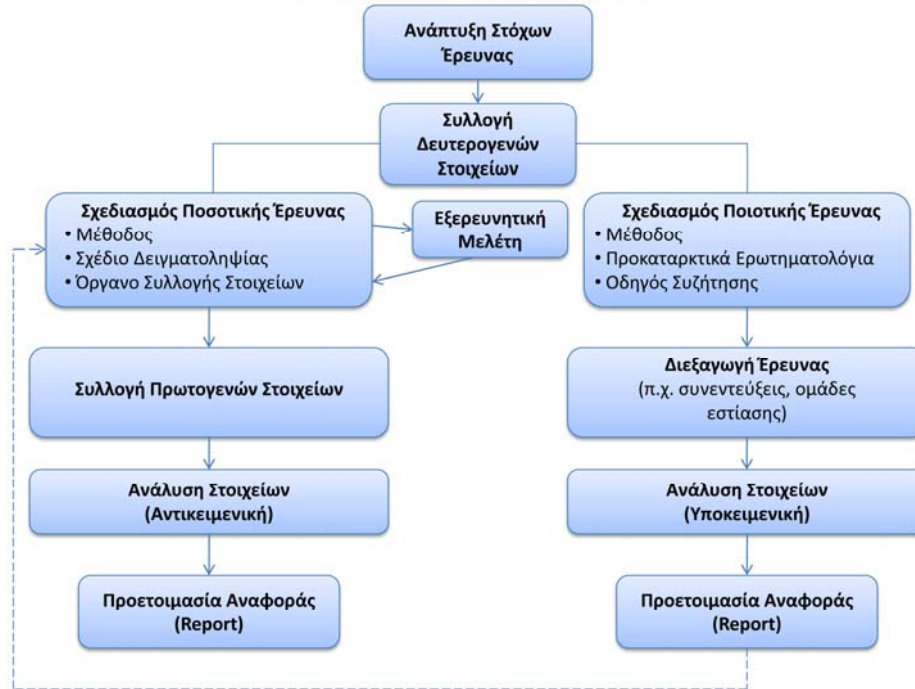 Ανάπτυξη Στόχων
Έρευνας
Συλλογή
Δευτερογενών
Στοιχείων
Σχεδιασμός Ποσοτικής Έρευνας
• Μέθοδος
• Σχέδιο Δειγματοληψίας
• Όργανο Συλλογής Στοιχείων
Εξερευνητική
Μελέτη
Σχεδιασμός Ποιοτικής Έρευνας
• Μέθοδος
• Προκαταρκτικά Ερωτηματολόγια
• Οδηγός Συζήτησης
Συλλογή Πρωτογενών Στοιχείων
Διεξαγωγή Έρευνας
(π.χ. συνεντεύξεις, ομάδες
εστίασης)
Ανάλυση Στοιχείων
(Αντικειμενική)
Ανάλυση Στοιχείων
(Υποκειμενική)
Προετοιμασία Αναφοράς
(Report)
Προετοιμασία Αναφοράς
(Report)